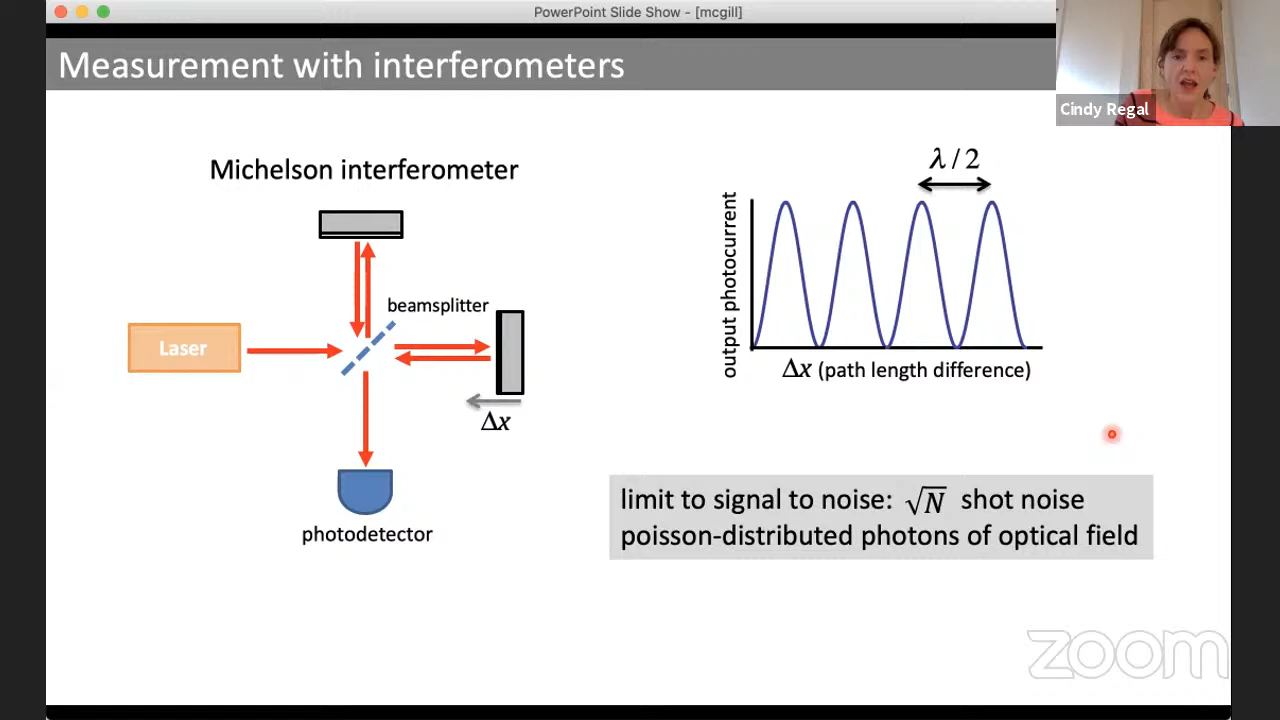 PowerPoint Slide Show - [mcgill]
Measurement with interferometers
Cindy Regal
Michelson interferometer
beamsplitter
Laser
Δx
photodetector
λ / 2
output photocurrent
Δx (path length difference)
limit to signal to noise: √N shot noise
poisson-distributed photons of optical field
zoom